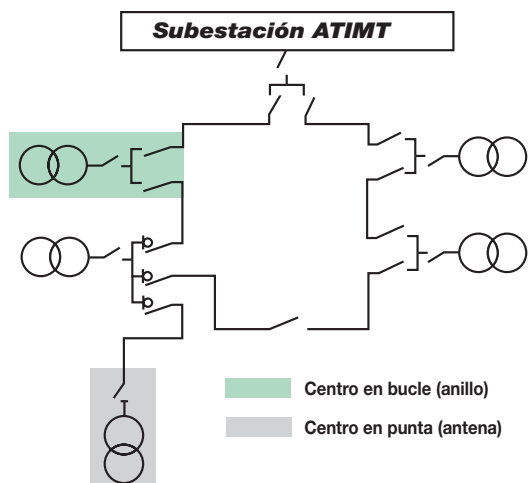 Subestación ATIMT
Centro en bucle (anillo)
Centro en punta (antena)